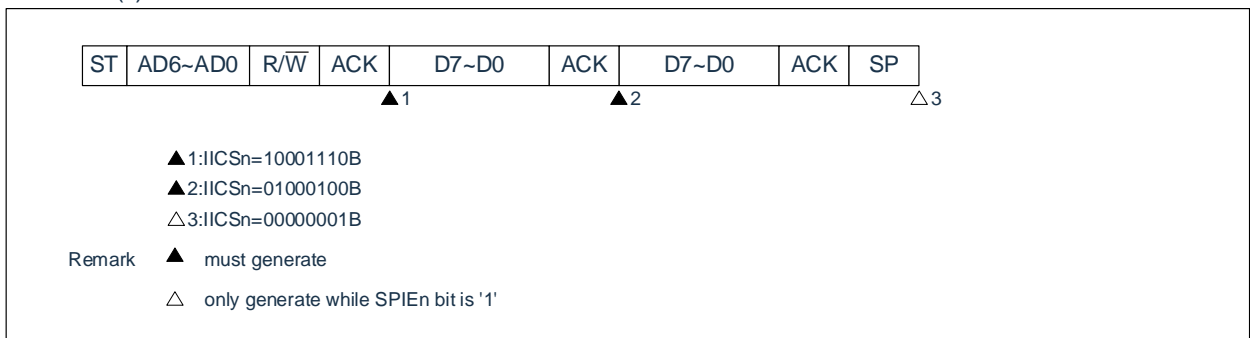 ST AD6~AD0 R/W̅ ACK D7~D0 ACK D7~D0 ACK SP
▲1 ▲2 △3
▲1:IICSn=10001110B
▲2:IICSn=01000100B
△3:IICSn=00000001B
Remark ▲ must generate
△ only generate while SPIEn bit is '1'